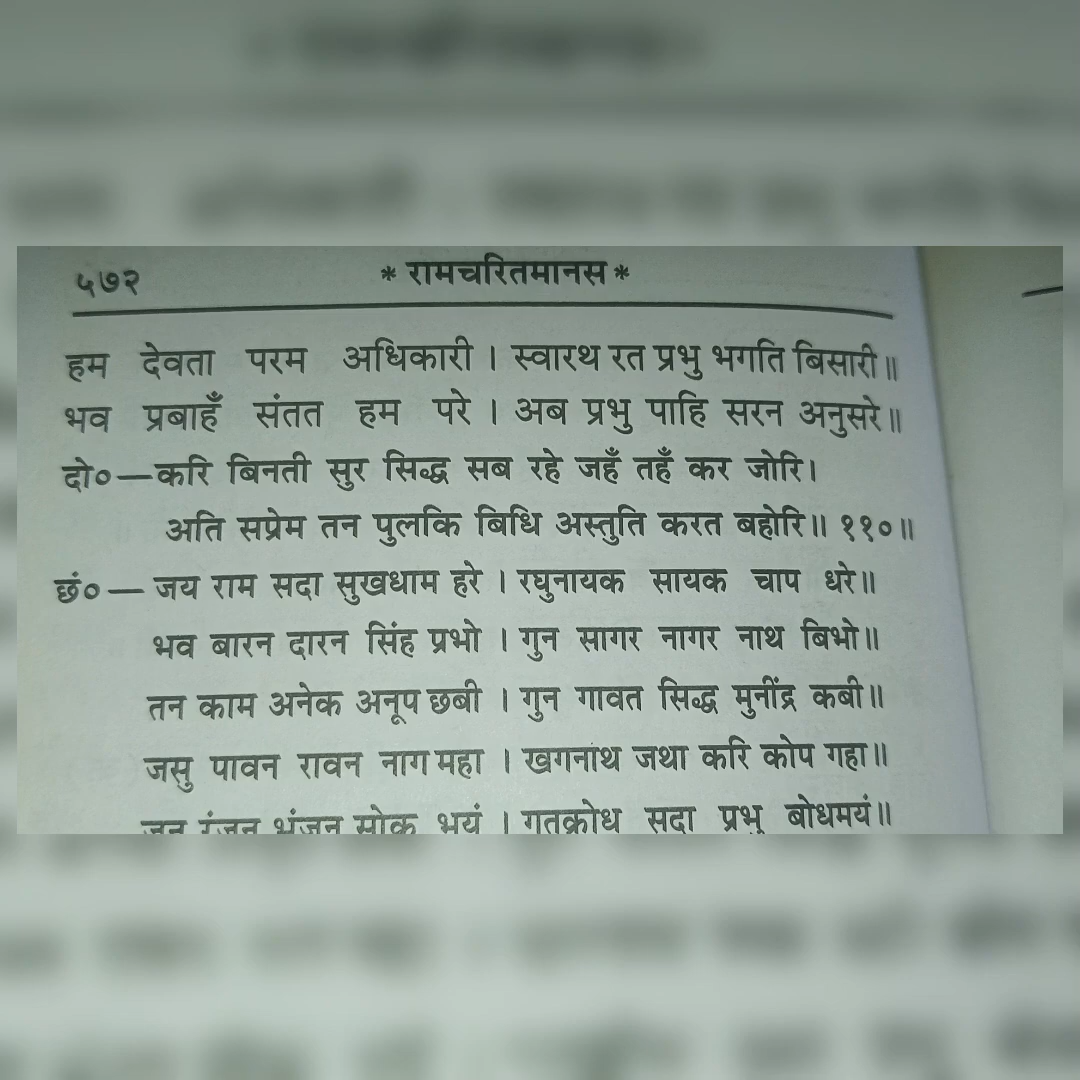 ५७२ * रामचरितमानस *
हम देवता परम अधिकारी । स्वारथ रत प्रभु भगति बिसारी॥
भव प्रबाहँ संतत हम परे । अब प्रभु पाहि सरन अनुसरे॥
दो०—करि बिनती सुर सिद्ध सब रहे जहँ तहँ कर जोरि।
अति सप्रेम तन पुलकि बिधि अस्तुति करत बहोरि॥ ११०॥
छं०— जय राम सदा सुखधाम हरे । रघुनायक सायक चाप धरे॥
भव बारन दारन सिंह प्रभो । गुन सागर नागर नाथ बिभो॥
तन काम अनेक अनूप छबी । गुन गावत सिद्ध मुनींद्र कबी॥
जसु पावन रावन नाग महा । खगनाथ जथा करि कोप गहा॥
जन रंजन भंजन सोक भयं । गतक्रोध सदा प्रभु बोधमयं॥